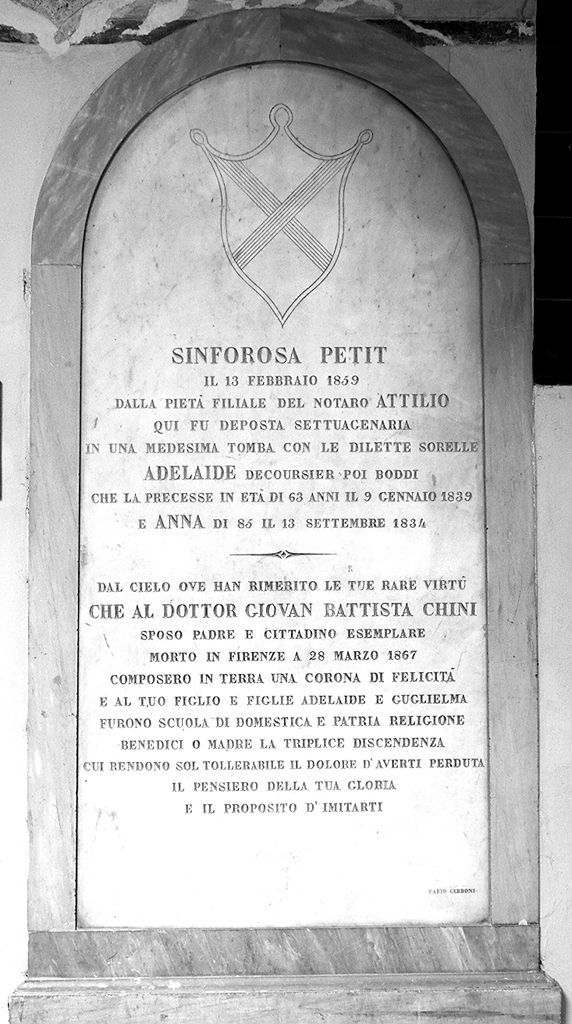 SINFOROSA PETIT
IL 13 FEBBRAIO 1859
DALLA PIETÀ FILIALE DEL NOTARO ATTILIO
QUI FU DEPOSTA SETTUAGENARIA
IN UNA MEDESIMA TOMBA CON LE DILETTE SORELLE
ADELAIDE DECOURSIER POI BODDI
CHE LA PRECESSE IN ETÀ DI 63 ANNI IL 9 GENNAIO 1839
E ANNA DI 85 IL 13 SETTEMBRE 1834
DAL CIELO OVE HAN RIMERITO LE TUE RARE VIRTÙ
CHE AL DOTTOR GIOVAN BATTISTA CHINI
SPOSO PADRE E CITTADINO ESEMPLARE
MORTO IN FIRENZE A 28 MARZO 1867
COMPOSERO IN TERRA UNA CORONA DI FELICITÀ
E AL TUO FIGLIO E FIGLIE ADELAIDE E GUGLIELMA
FURONO SCUOLA DI DOMESTICA E PATRIA RELIGIONE
BENEDICI O MADRE LA TRIPLICE DISCENDENZA
CUI RENDONO SOL TOLLERABILE IL DOLORE D'AVERTI PERDUTA
IL PENSIERO DELLA TUA GLORIA
E IL PROPOSITO D'IMITARTI
CERBONI